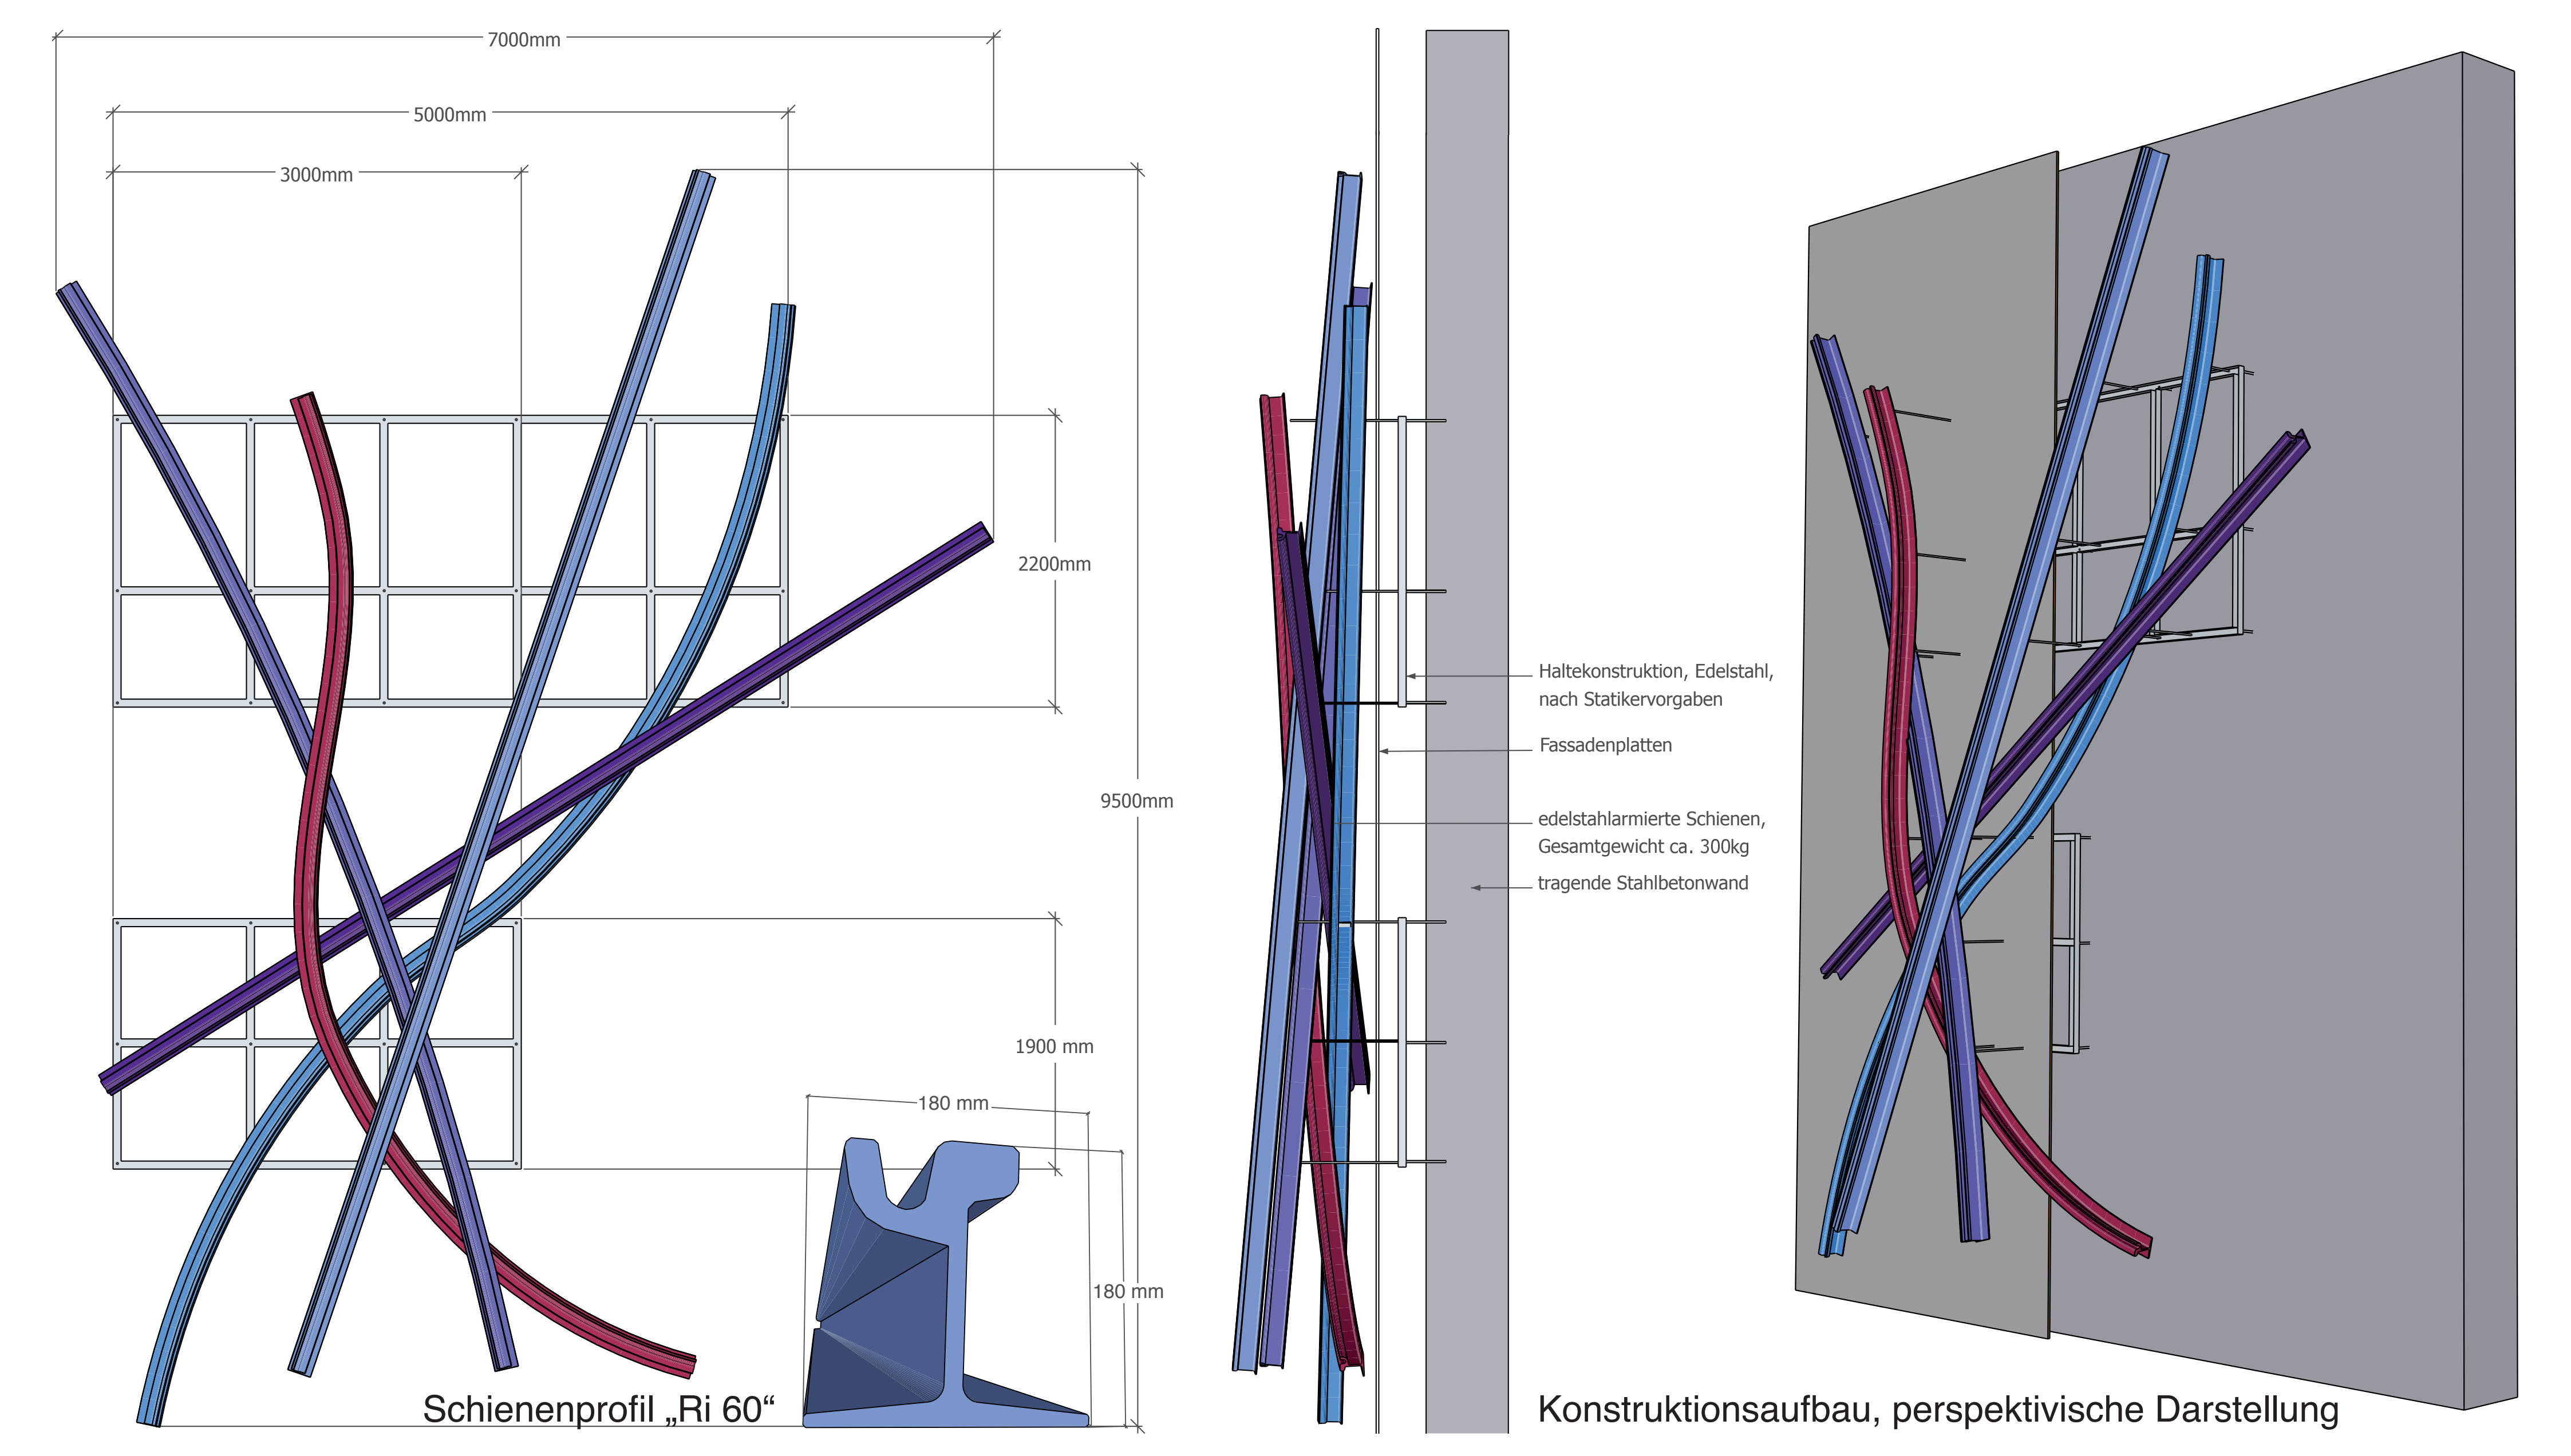 7000mm
5000mm
3000mm
2200mm
9500mm
1900 mm
180 mm
180 mm
Schienenprofil „Ri 60“
Haltekonstruktion, Edelstahl,
nach Statikervorgaben
Fassadenplatten
edelstahlarmierte Schienen,
Gesamtgewicht ca. 300kg
tragende Stahlbetonwand
Konstruktionsaufbau, perspektivische Darstellung